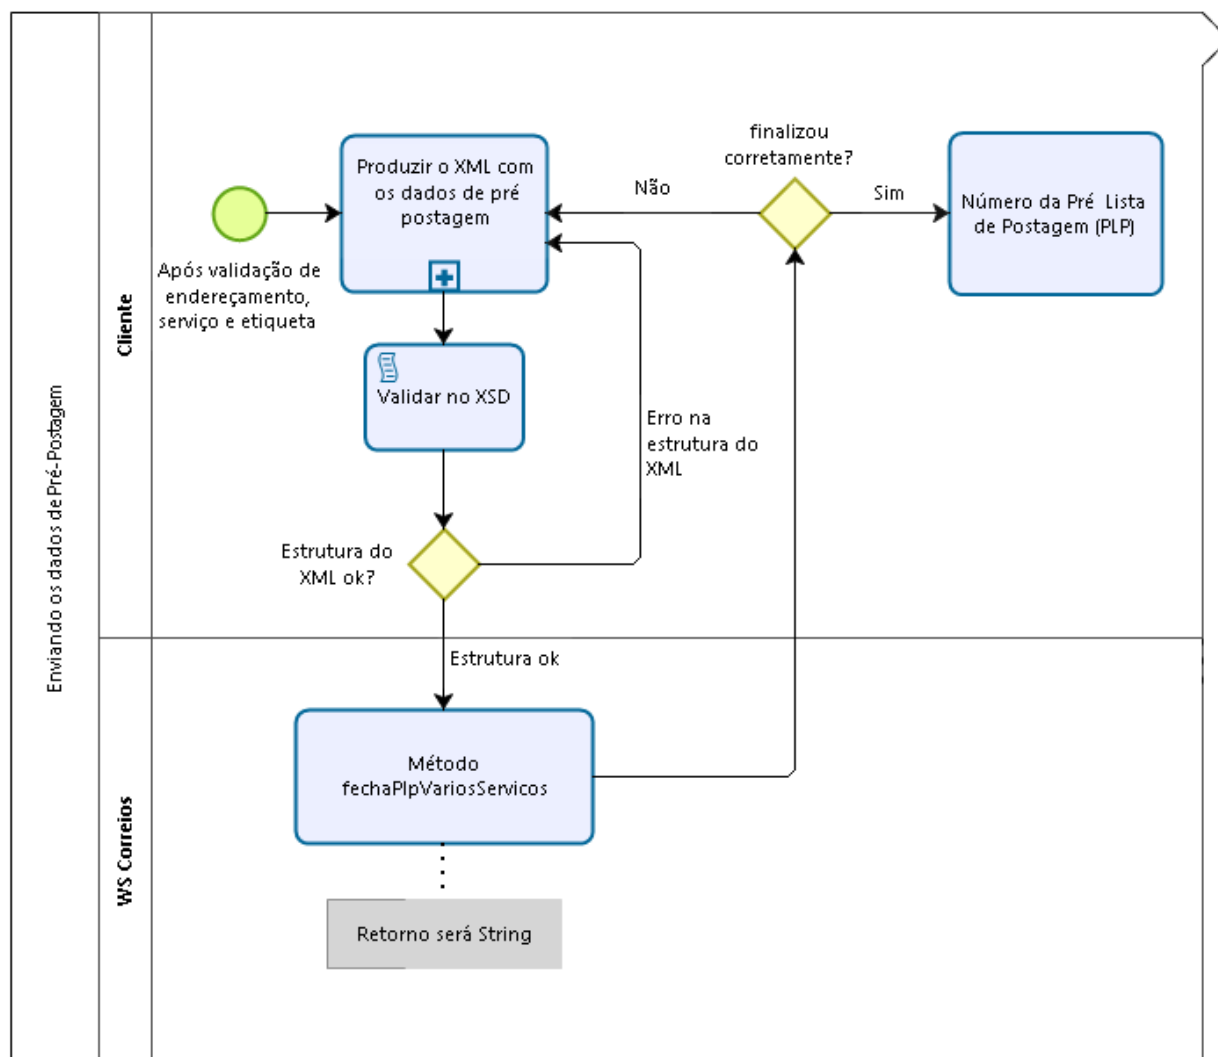 Enviando os dados de Pré-Postagem
Cliente
Após validação de
endereçamento,
serviço e etiqueta
Produzir o XML com
os dados de pré
postagem
Validar no XSD
Estrutura do
XML ok?
Erro na
estrutura do
XML
Não
finalizou
corretamente?
Sim
Número da Pré Lista
de Postagem (PLP)
WS Correios
Estrutura ok
Método
fechaPlpVariosServicos
Retorno será String